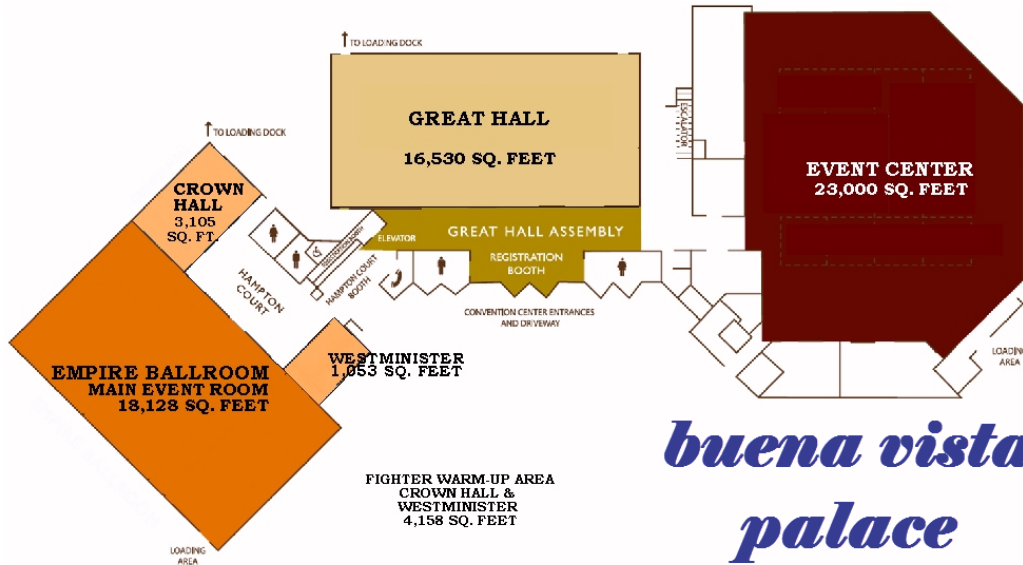 TO LOADING DOCK
GREAT HALL
16,530 SQ. FEET
ESCALATOR
EVENT CENTER
23,000 SQ. FEET
TO LOADING DOCK
CROWN
HALL
3,105
SQ. FT.
ELEVATOR
GREAT HALL ASSEMBLY
REGISTRATION
BOOTH
HAMPTON
COURT
HAMPTON COURT
BOOTH
CONVENTION CENTER ENTRANCES
AND DRIVEWAY
LOADING
AREA
WESTMINISTER
1,053 SQ. FEET
EMPIRE BALLROOM
MAIN EVENT ROOM
18,128 SQ. FEET
FIGHTER WARM-UP AREA
CROWN HALL &
WESTMINISTER
4,158 SQ. FEET
LOADING
AREA
buena vista
palace